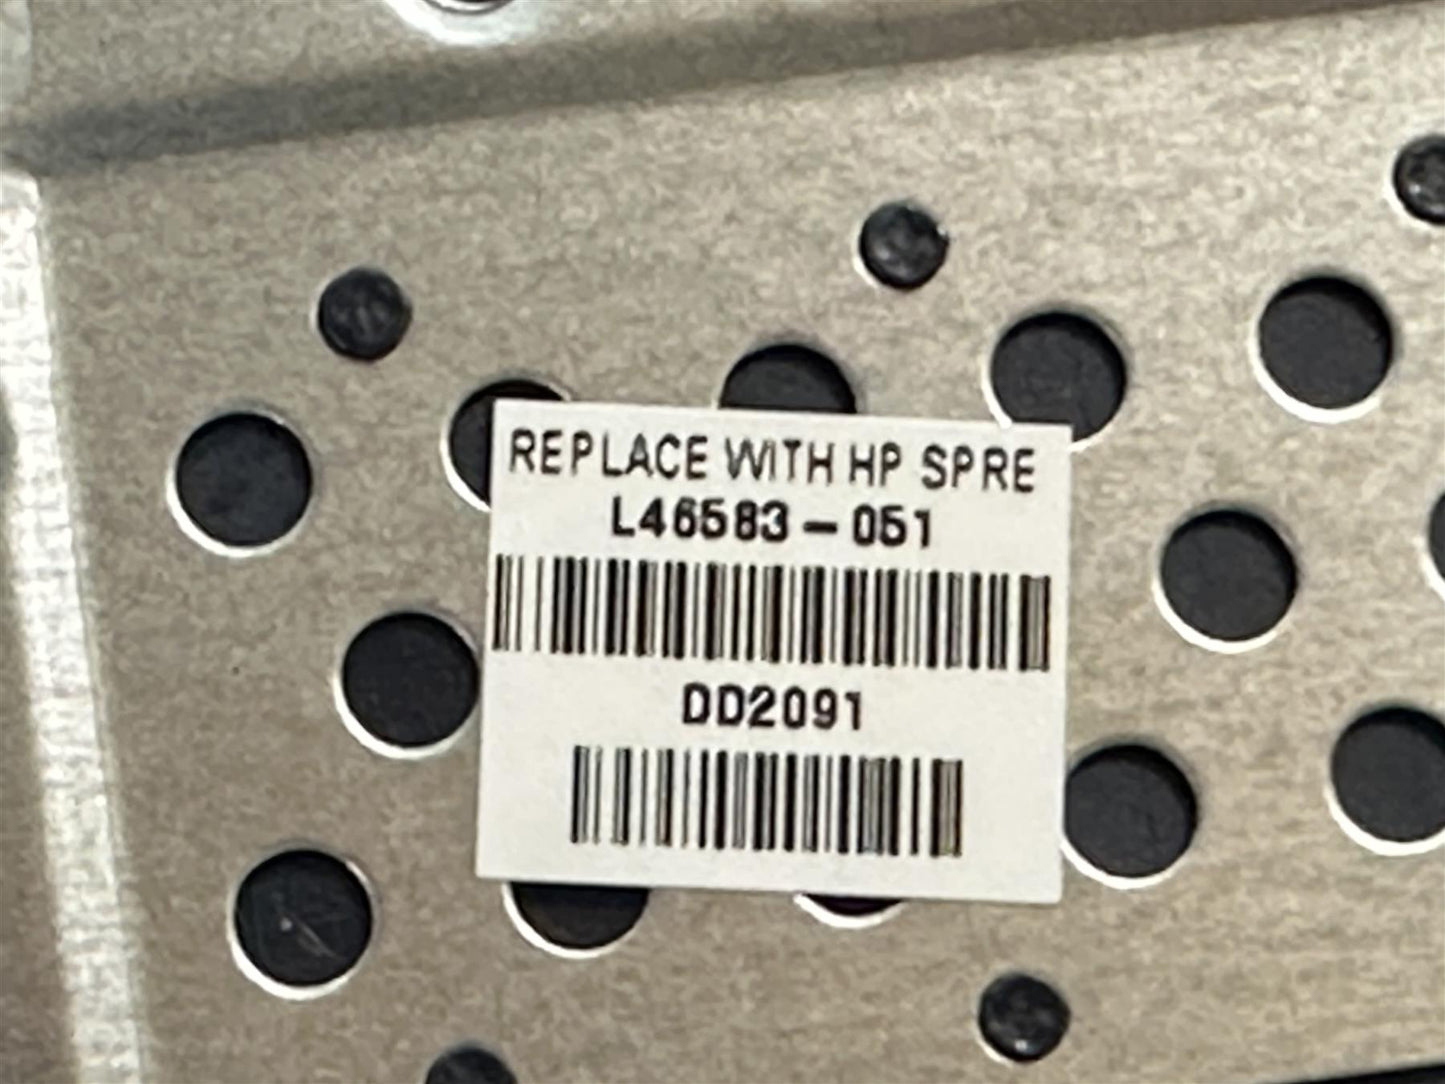 REPLACE WITH HP SPRE
L46583-051
DD2091